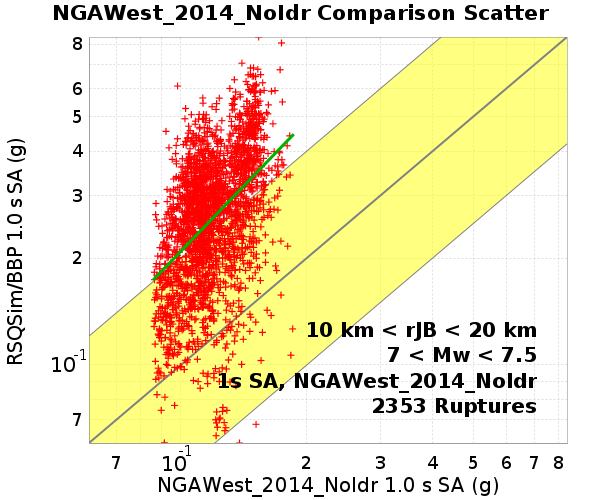 NGAWest_2014_NoIdr Comparison Scatter
RSQSim/BBP 1.0 s SA (g)
8
6
5
4
3
2
10^-1
7
10 km < rJB < 20 km
7 < Mw < 7.5
1s SA, NGAWest_2014_NoIdr
2353 Ruptures
7 10^-1 2 3 4 5 6 7 8
NGAWest_2014_NoIdr 1.0 s SA (g)